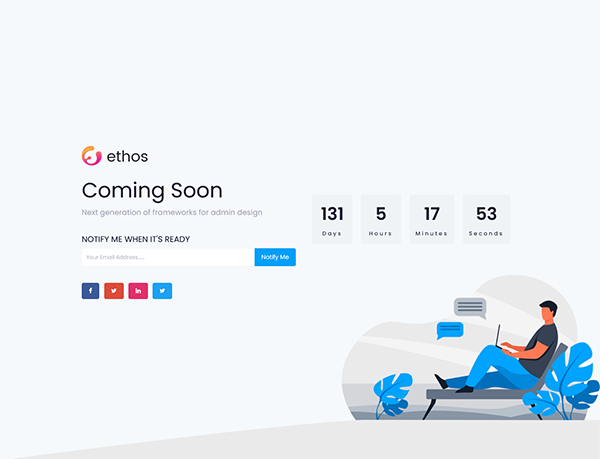 ethos
Coming Soon
Next generation of frameworks for admin design
NOTIFY ME WHEN IT'S READY
Your Email Address.....
Notify Me
131
Days
5
Hours
17
Minutes
53
Seconds